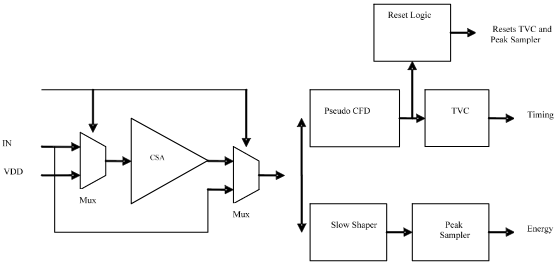 Reset Logic
Resets TVC and
Peak Sampler
Pseudo CFD
TVC
Timing
IN
VDD
CSA
Mux
Mux
Slow Shaper
Peak
Sampler
Energy